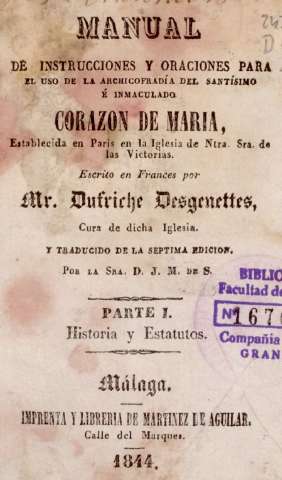 MANUAL
DE INSTRUCCIONES Y ORACIONES PARA
EL USO DE LA ARCHICOFRADÍA DEL SANTÍSIMO
É INMACULADO
CORAZON DE MARIA,
Establecida en Paris en la Iglesia de Ntra. Sra. de
las Victorias.
Escrito en Frances por
Mr. Dufriche Desgenettes,
Cura de dicha Iglesia.
Y TRADUCIDO DE LA SEPTIMA EDICION,
POR LA SRA. D. J. M. DE S.
BIBLIO
Facultad de
PARTE I.
Nº 1670
Historia y Estatutos.
Compañía
GRAN
Málaga.
IMPRENTA Y LIBRERIA DE MARTINEZ DE AGUILAR.
Calle del Marques.
1844.